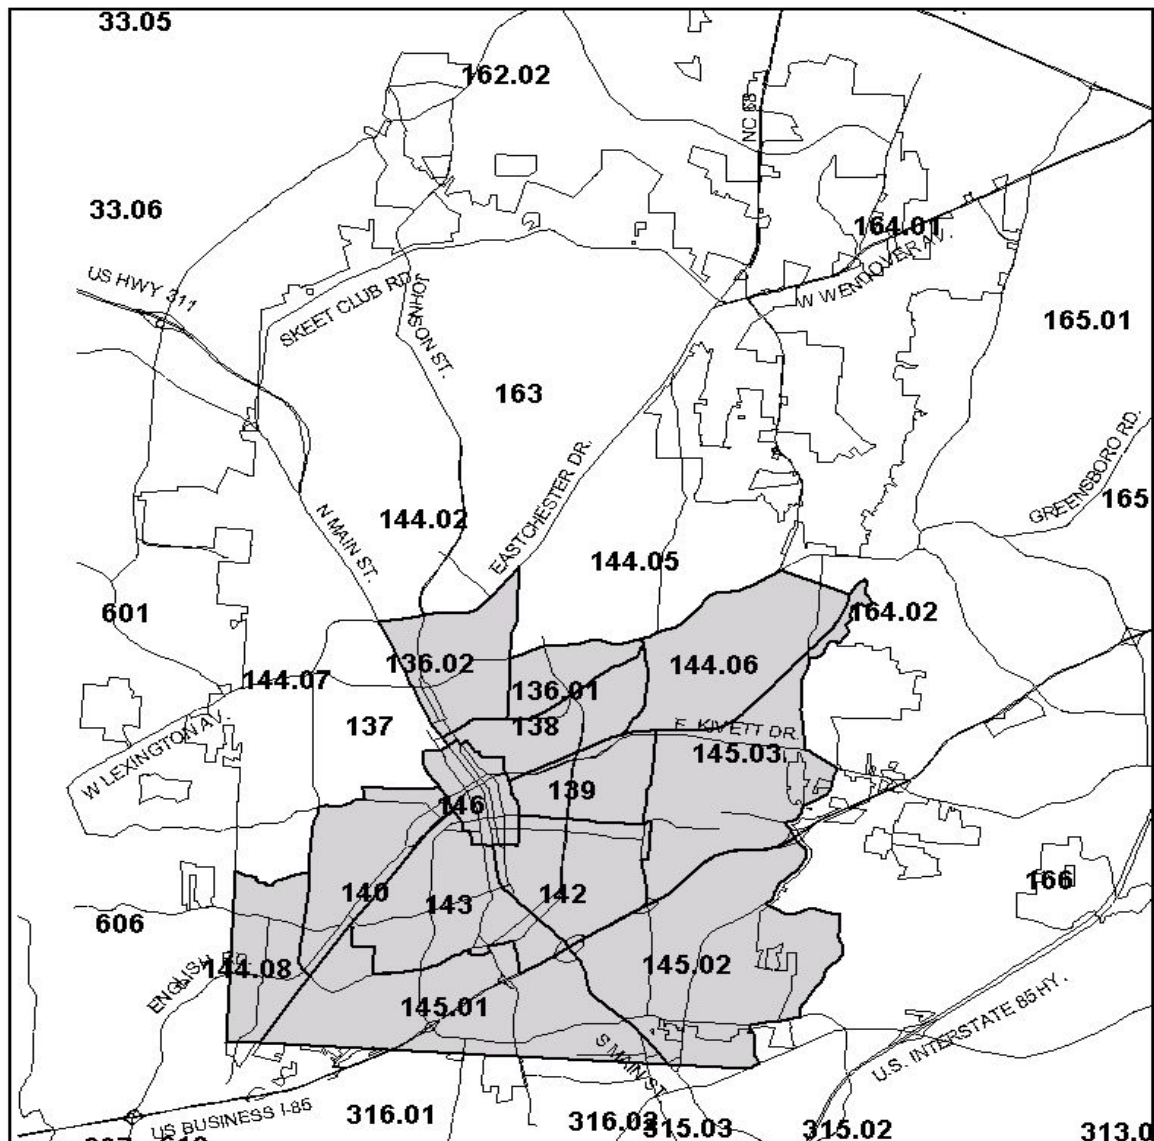 33.05
162.02
NC 68
33.06
164.01
W WENDOVER AV.
US HWY 311
SKEET CLUB RD.
JOHNSON ST.
165.01
163
GREENSBORO RD.
165
EASTCHESTER DR.
N MAIN ST.
144.02
144.05
601
164.02
136.02
144.06
144.07
136.01
137
138
E. KIVETT DR.
W LEXINGTON AV.
145.03
139
146
166
140
143
142
606
ENGLISH RD.
144.08
145.02
145.01
U.S. INTERSTATE 85 HY.
S MAIN ST.
US BUSINESS I-85
316.01
315.03
315.02
313.0